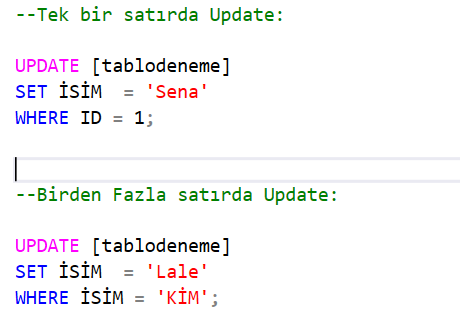 --Tek bir satırda Update:
UPDATE [tablodeneme]
SET İSİM  = 'Sena'
WHERE ID = 1;
--Birden Fazla satırda Update:
UPDATE [tablodeneme]
SET İSİM  = 'Lale'
WHERE İSİM = 'KİM';